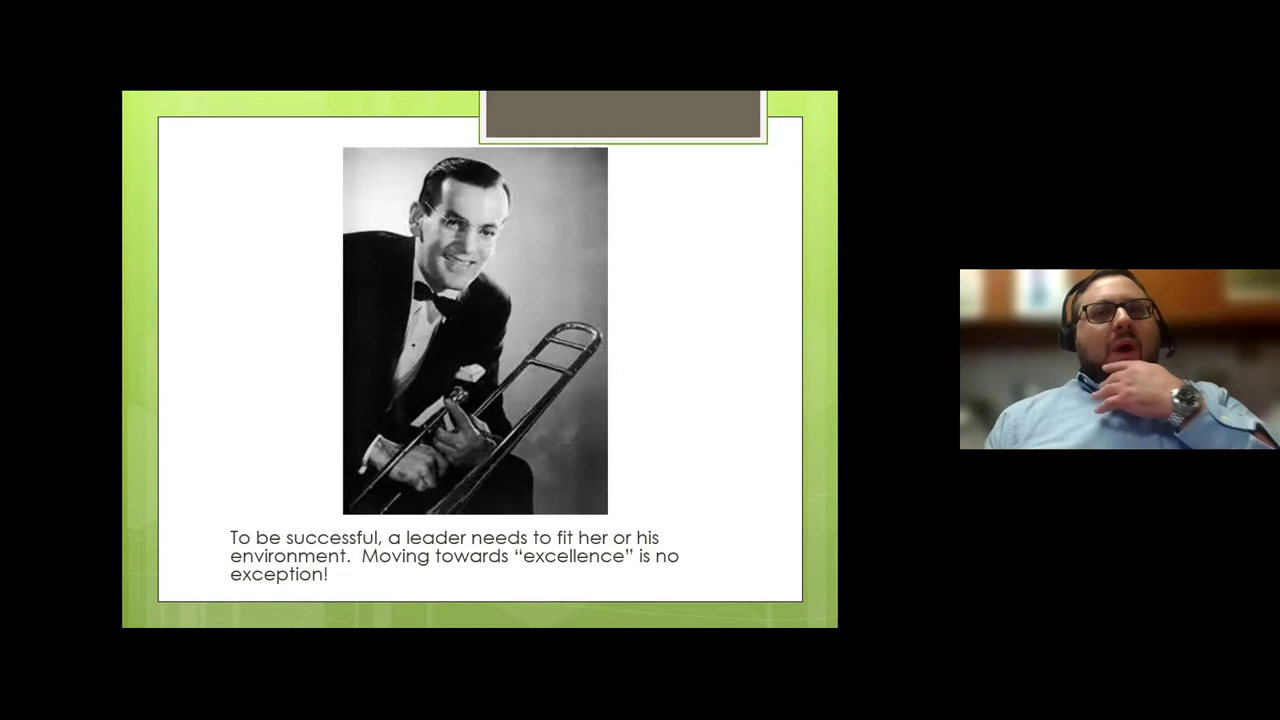 To be successful, a leader needs to fit her or his
environment.  Moving towards “excellence” is no
exception!